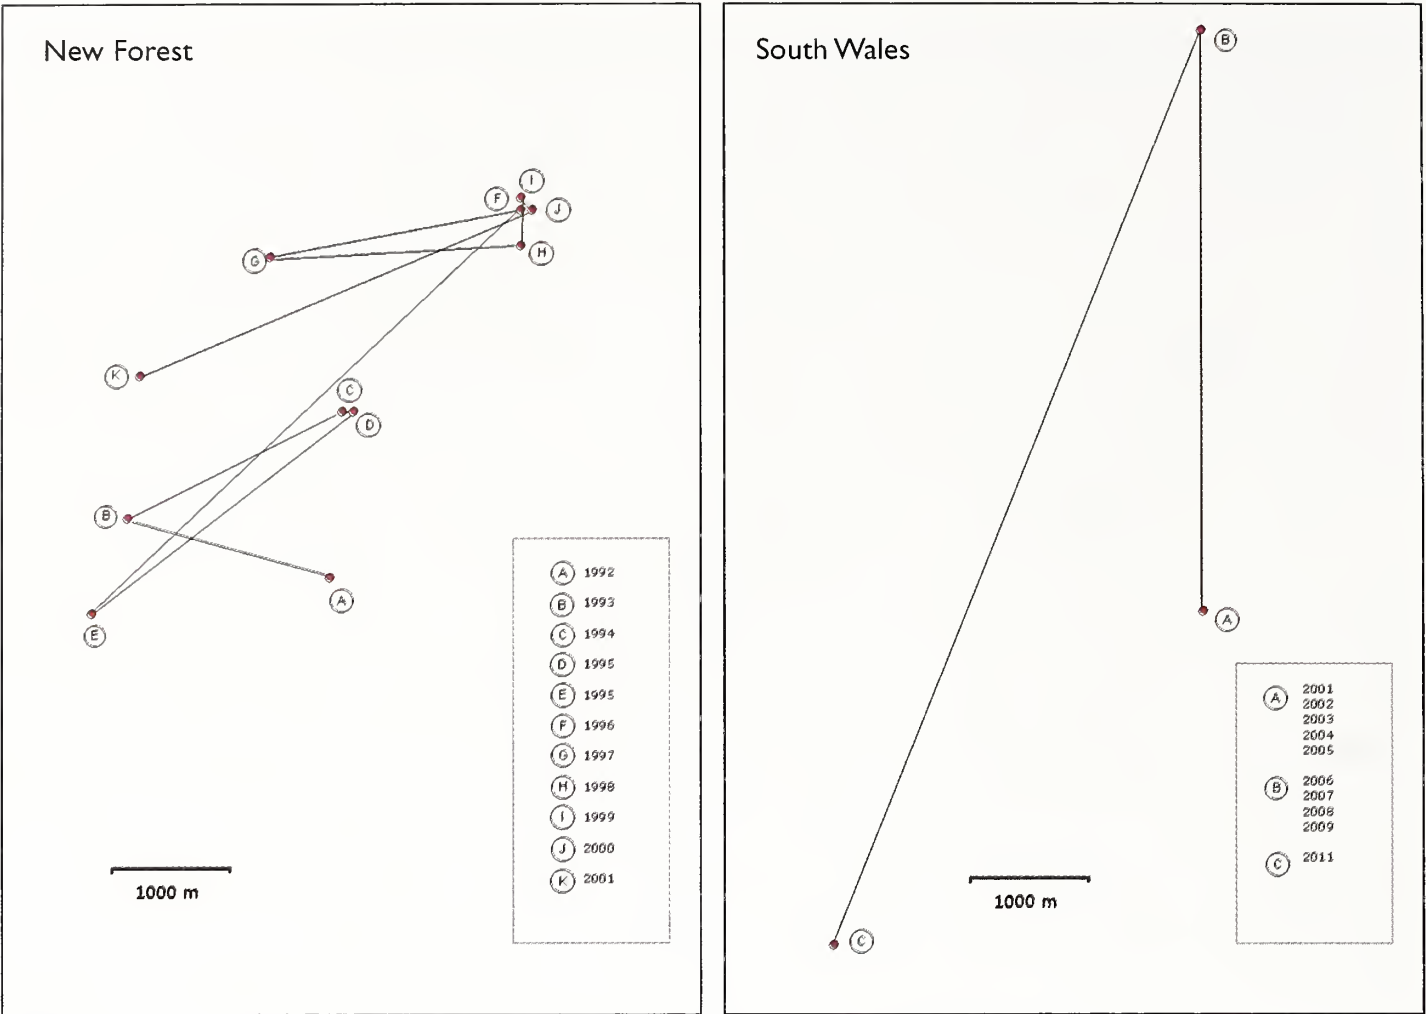 New Forest
I
F
J
G
H
K
C
D
B
A
E
A 1992
B 1993
C 1994
D 1995
E 1995
F 1996
G 1997
H 1998
I 1999
J 2000
K 2001
1000 m
South Wales
B
A
A 2001
2002
2003
2004
2005
B 2006
2007
2008
2009
C 2011
1000 m
C